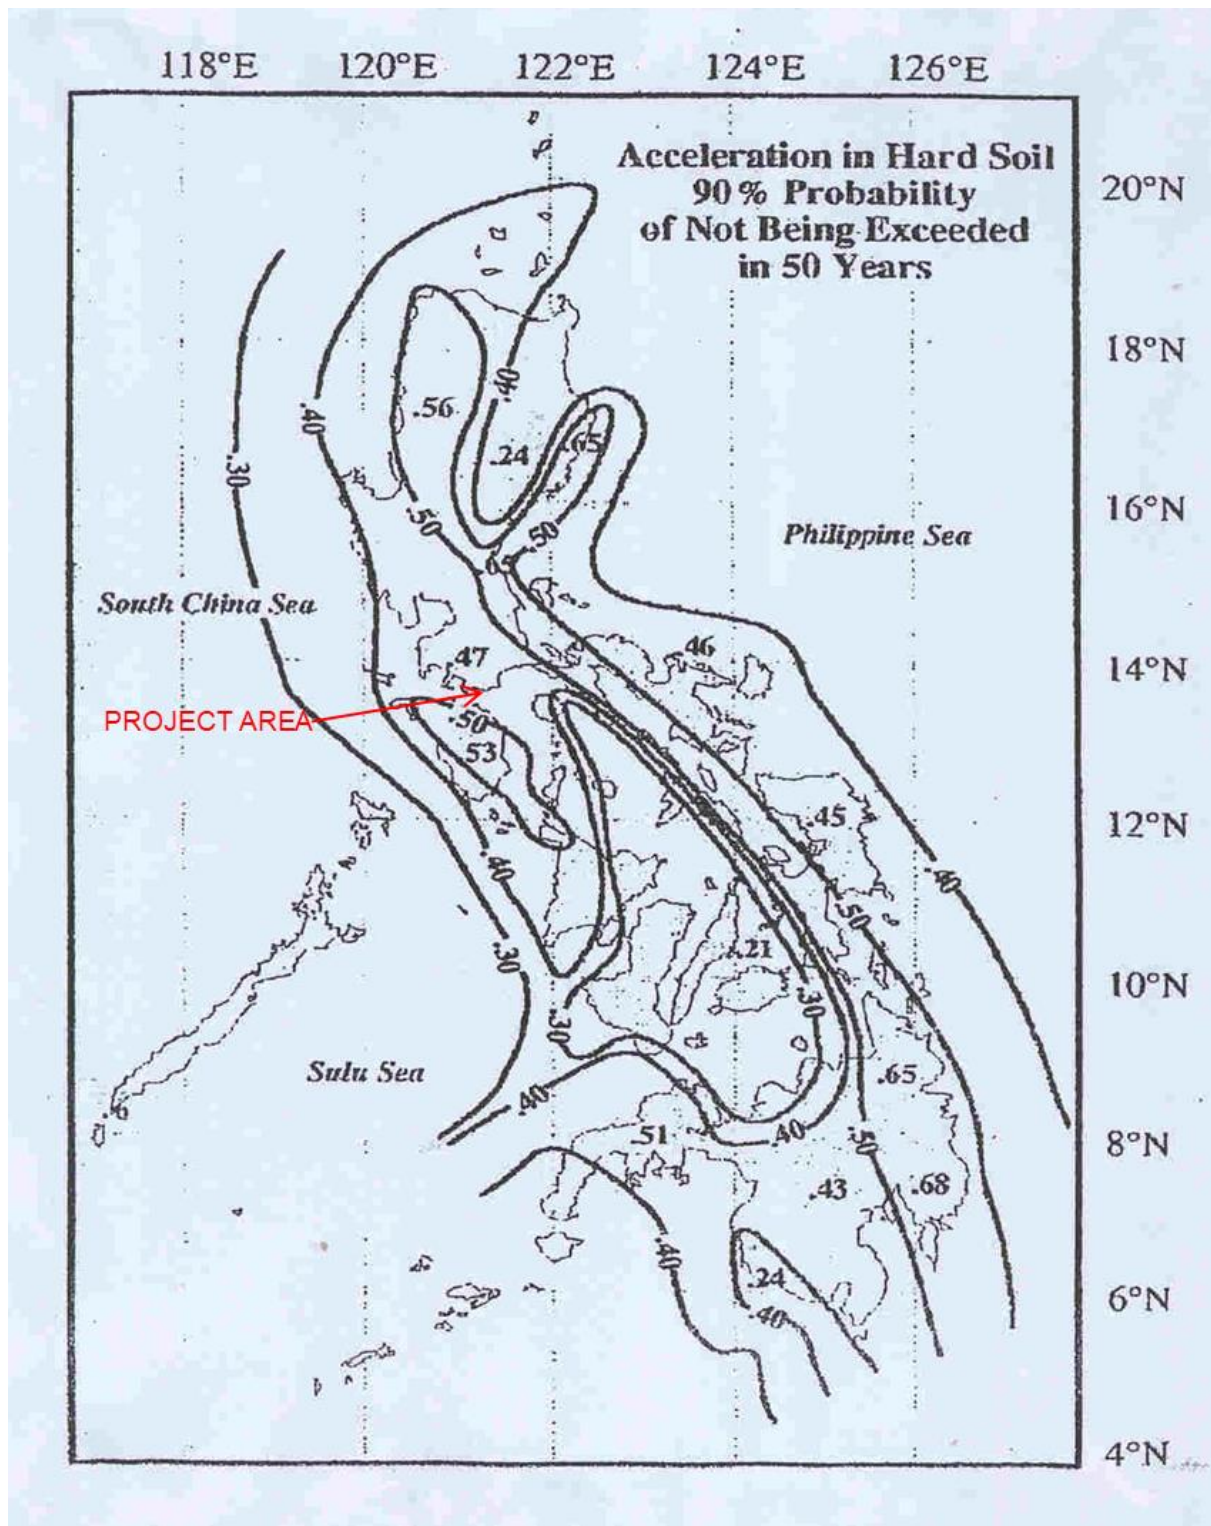 118°E 120°E 122°E 124°E 126°E
Acceleration in Hard Soil
90% Probability
of Not Being Exceeded
in 50 Years
20°N
18°N
.56
.40
.40
.30
.24
.65
16°N
.50
.50
Philippine Sea
South China Sea
.47
.46
14°N
PROJECT AREA
.50
.53
.45
12°N
.40
.40
.50
.30
.21
10°N
.30
.30
Sulu Sea
.65
.40
.51
.40
.50
8°N
.43
.68
.40
.24
.40
6°N
4°N